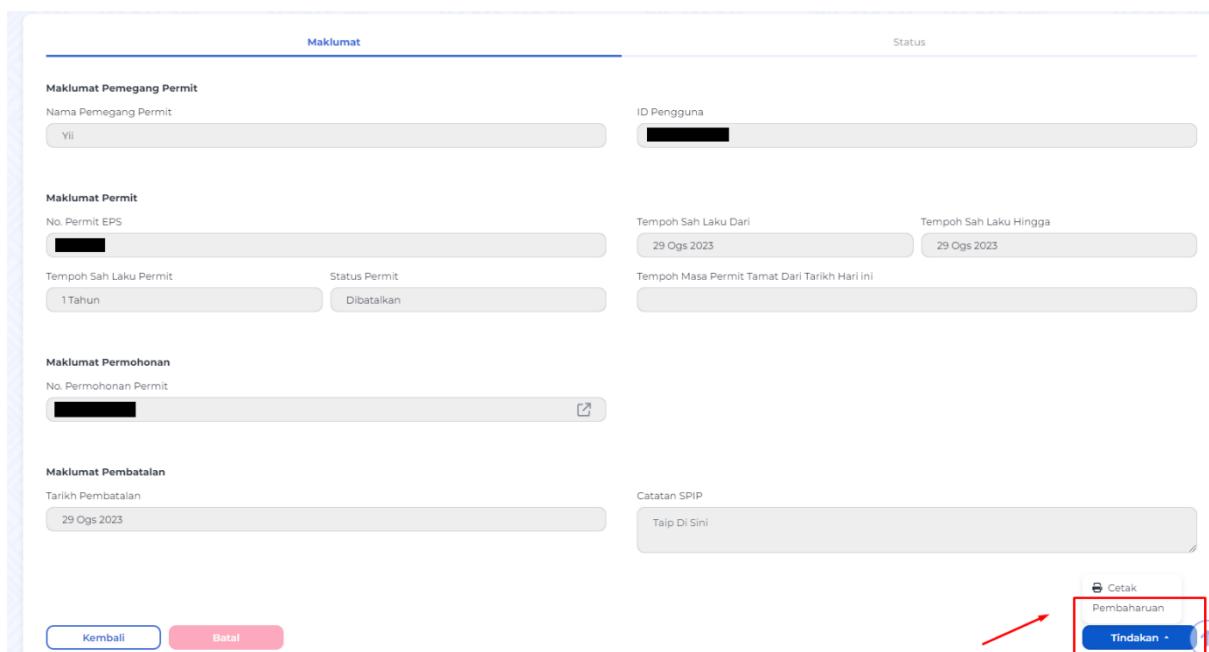 Maklumat
Status
Maklumat Pemegang Permit
Nama Pemegang Permit
ID Pengguna
Yii
Maklumat Permit
No. Permit EPS
Tempoh Sah Laku Dari
Tempoh Sah Laku Hingga
29 Ogs 2023
29 Ogs 2023
Tempoh Sah Laku Permit
Status Permit
Tempoh Masa Permit Tamat Dari Tarikh Hari ini
1 Tahun
Dibatalkan
Maklumat Permohonan
No. Permohonan Permit
Maklumat Pembatalan
Tarikh Pembatalan
Catatan SPIP
29 Ogs 2023
Taip Di Sini
Cetak
Pembaharuan
Kembali
Batal
Tindakan